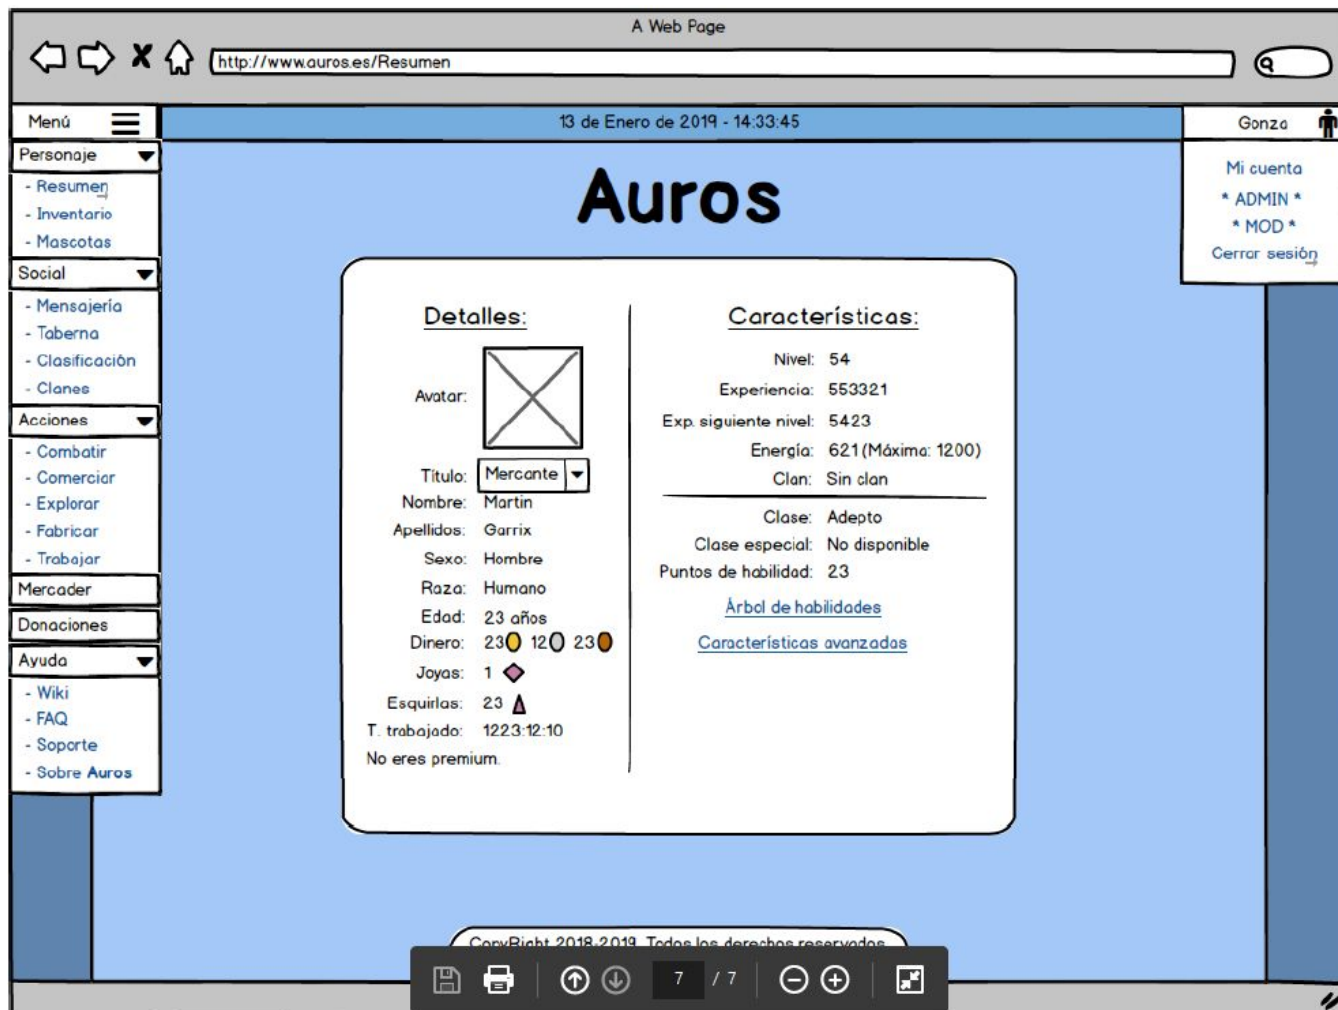 A Web Page
http://www.auros.es/Resumen
Menú
13 de Enero de 2019 - 14:33:45
Gonza
Personaje
- Resumen
- Inventario
- Mascotas
Social
- Mensajería
- Taberna
- Clasificación
- Clanes
Acciones
- Combatir
- Comerciar
- Explorar
- Fabricar
- Trabajar
Mercader
Donaciones
Ayuda
- Wiki
- FAQ
- Soporte
- Sobre Auros
Mi cuenta
* ADMIN *
* MOD *
Cerrar sesión
Auros
Detalles:
Avatar:
Título: Mercante
Nombre: Martin
Apellidos: Garrix
Sexo: Hombre
Raza: Humano
Edad: 23 años
Dinero: 23 12 23
Joyas: 1
Esquirlas: 23
T. trabajado: 1223:12:10
No eres premium.
Características:
Nivel: 54
Experiencia: 553321
Exp. siguiente nivel: 5423
Energía: 621 (Máxima: 1200)
Clan: Sin clan
Clase: Adepto
Clase especial: No disponible
Puntos de habilidad: 23
Árbol de habilidades
Características avanzadas
CopyRight 2018-2019. Todos los derechos reservados
7 / 7